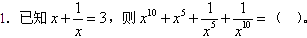 1. 已知 x + 1/x = 3，则 x^10 + x^5 + 1/x^5 + 1/x^10 = （    ）。